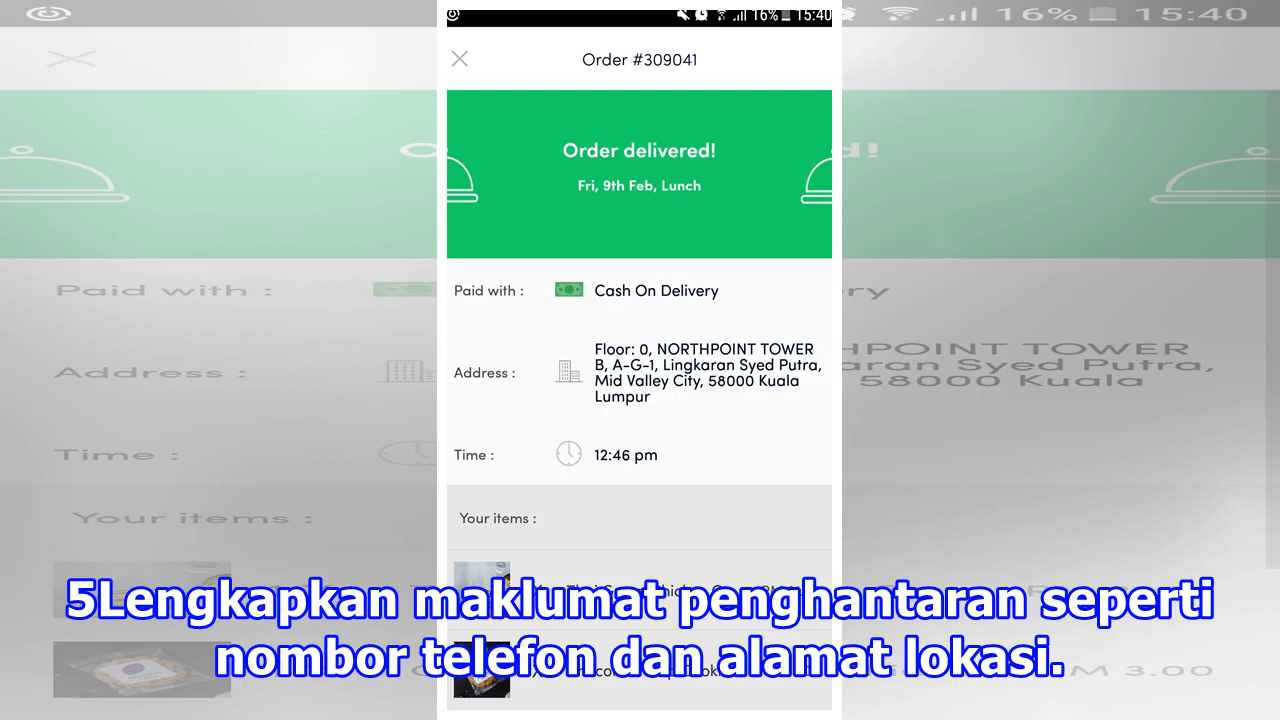 16% 15:40
Order #309041
Order delivered!
Fri, 9th Feb, Lunch
Paid with :
Cash On Delivery
Address :
Floor: 0, NORTHPOINT TOWER
B, A-G-1, Lingkaran Syed Putra,
Mid Valley City, 58000 Kuala
Lumpur
Time :
12:46 pm
Your items :
5Lengkapkan maklumat penghantaran seperti
nombor telefon dan alamat lokasi.